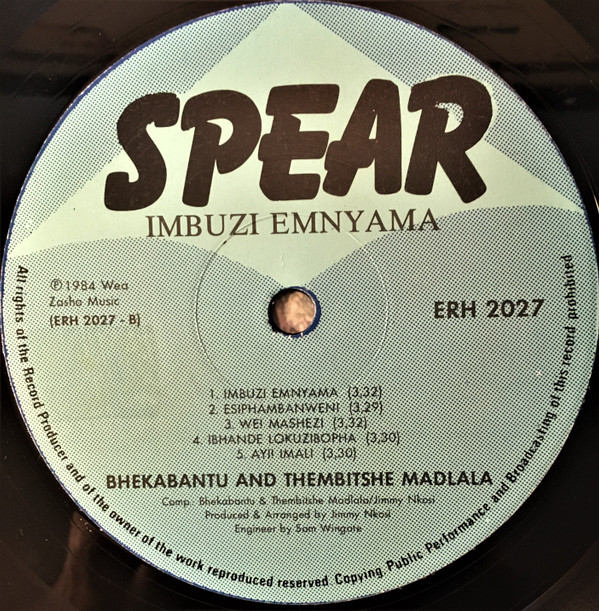 SPEAR
IMBUZI EMNYAMA
℗ 1984 Wea
Zasho Music
(ERH 2027 - B)
ERH 2027
1. IMBUZI EMNYAMA (3,32)
2. ESIPHAMBANWENI (3,29)
3. WEI MASHEZI (3,32)
4. IBHANDE LOKUZIBOPHA (3,30)
5. AYII IMALI (3,30)
BHEKABANTU AND THEMBITSHE MADLALA
Comp.: Bhekabantu & Thembitshe Madlala/Jimmy Nkosi
Produced & Arranged by Jimmy Nkosi
Engineer by Sam Wingate
All rights of the Record Producer and of the owner of the work reproduced reserved. Copying, Public Performance and Broadcasting of this record prohibited